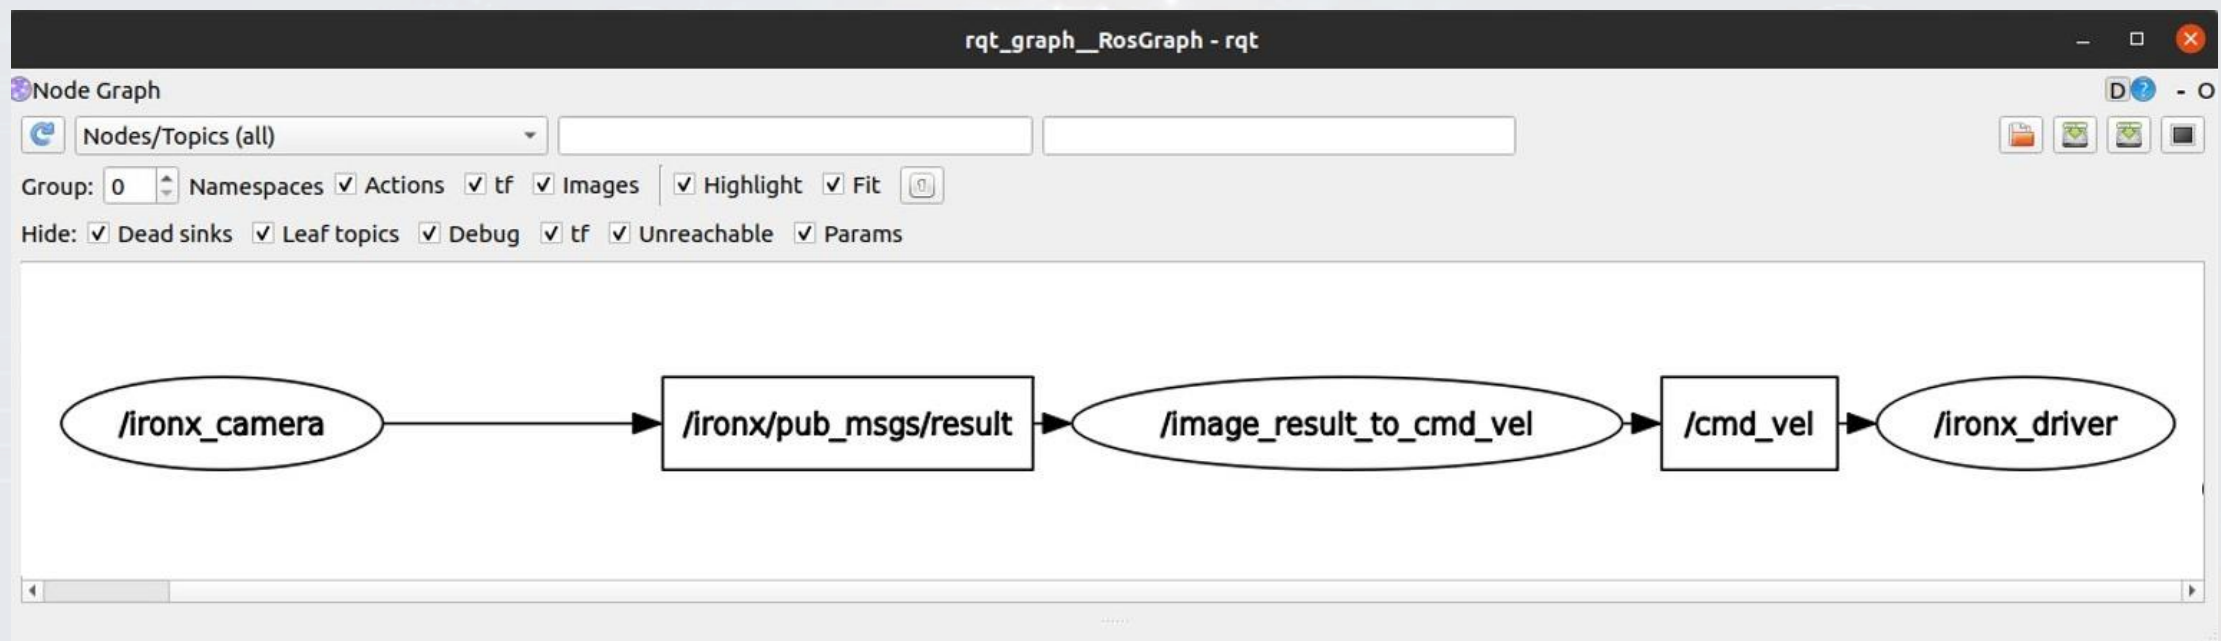 rqt_graph__RosGraph - rqt
Node Graph
D ? - O
Nodes/Topics (all)
Group: 0 Namespaces Actions tf Images Highlight Fit
Hide: Dead sinks Leaf topics Debug tf Unreachable Params
/ironx_camera /ironx/pub_msgs/result /image_result_to_cmd_vel /cmd_vel /ironx_driver